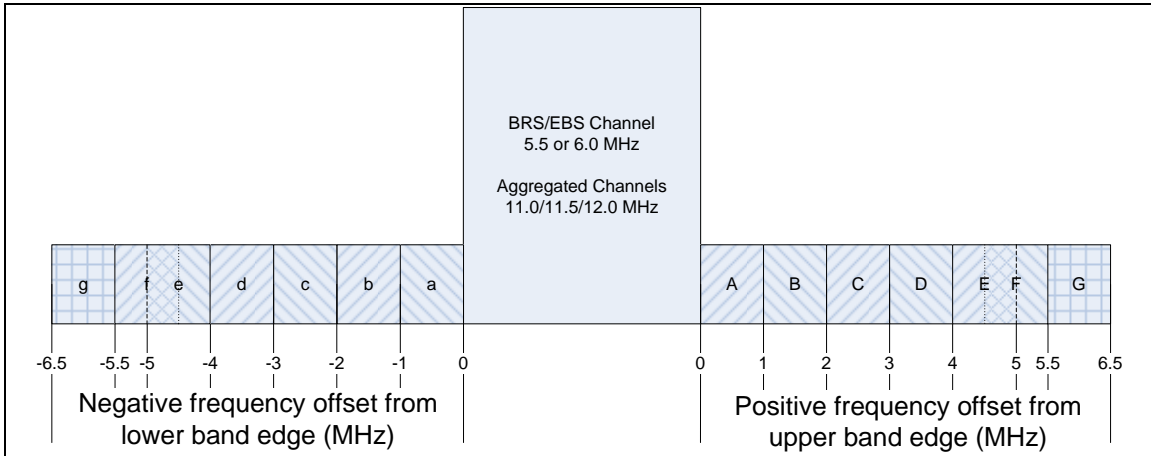 BRS/EBS Channel
5.5 or 6.0 MHz
Aggregated Channels
11.0/11.5/12.0 MHz
g f e d c b a A B C D E F G
-6.5 -5.5 -5 -4 -3 -2 -1 0 0 1 2 3 4 5 5.5 6.5
Negative frequency offset from
lower band edge (MHz)
Positive frequency offset from
upper band edge (MHz)